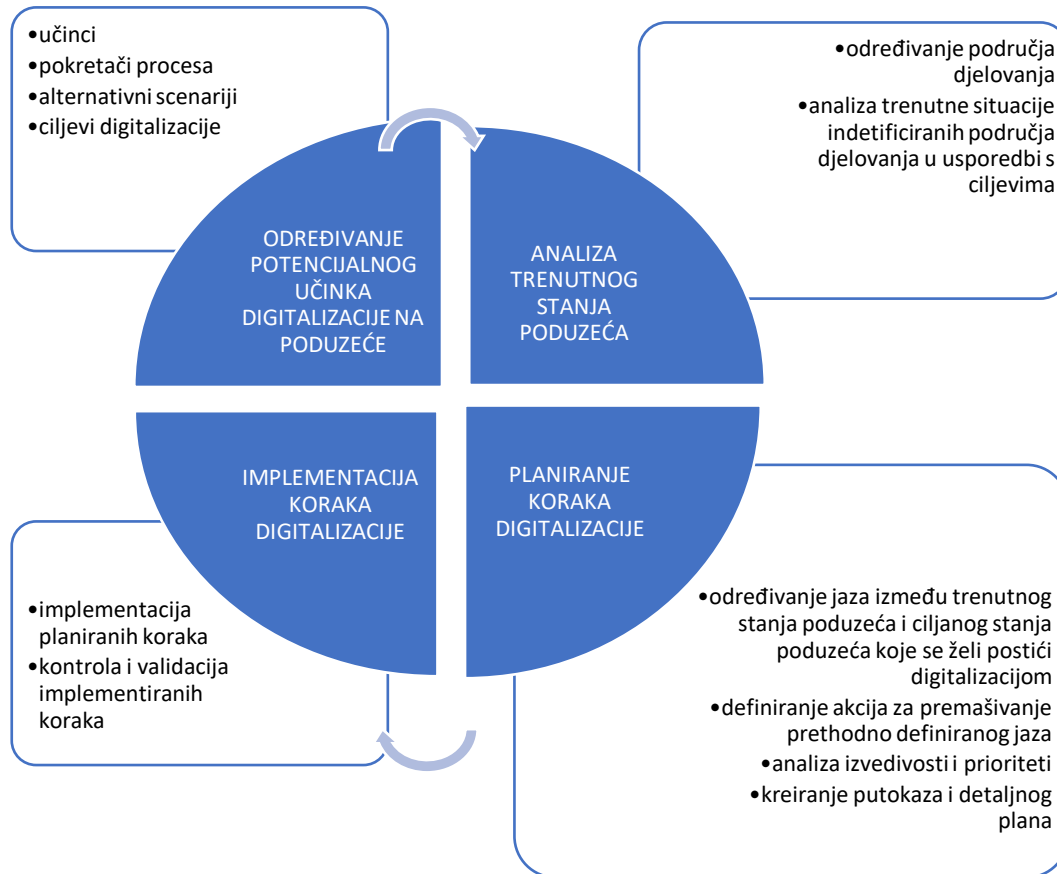 •učinci
•pokretači procesa
•alternativni scenariji
•ciljevi digitalizacije
•određivanje područja
djelovanja
•analiza trenutne situacije
indetificiranih područja
djelovanja u usporedbi s
ciljevima
ODREĐIVANJE
POTENCIJALNOG
UČINKA
DIGITALIZACIJE NA
PODUZEĆE
ANALIZA
TRENUTNOG
STANJA
PODUZEĆA
IMPLEMENTACIJA
KORAKA
DIGITALIZACIJE
PLANIRANJE
KORAKA
DIGITALIZACIJE
•implementacija
planiranih koraka
•kontrola i validacija
implementiranih
koraka
•određivanje jaza između trenutnog
stanja poduzeća i ciljanog stanja
poduzeća koje se želi postići
digitalizacijom
•definiranje akcija za premašivanje
prethodno definiranog jaza
•analiza izvedivosti i prioriteti
•kreiranje putokaza i detaljnog
plana